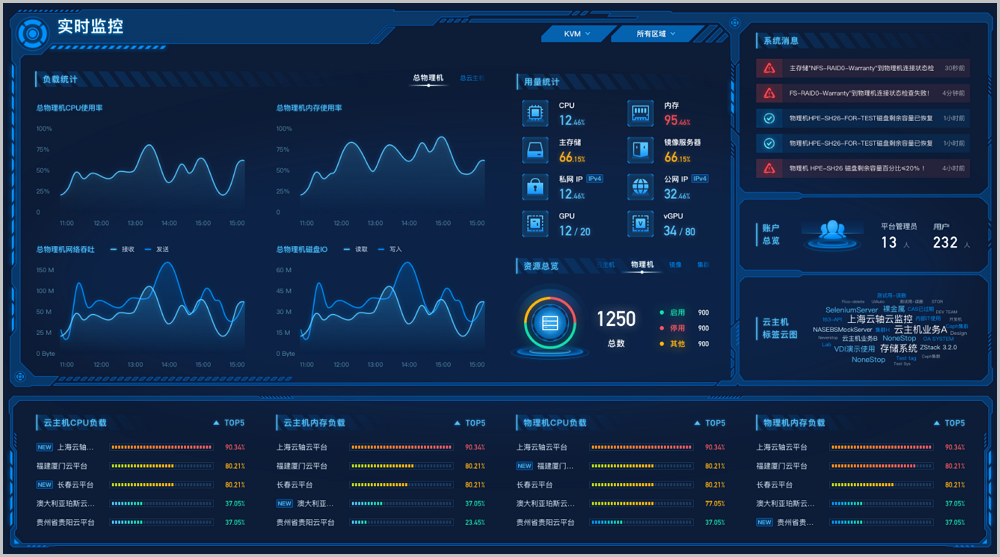 实时监控
KVM
所有区域
负载统计
总物理机
总云主机
总物理机CPU使用率
100%
75%
50%
25%
0
11:00 12:00 13:00 14:00 15:00 15:00
总物理机内存使用率
100%
75%
50%
25%
0
11:00 12:00 13:00 14:00 15:00 15:00
总物理机网络吞吐 接收 发送
150 M
100 M
50 M
25 M
0 Byte
11:00 12:00 13:00 14:00 15:00 15:00
总物理机磁盘IO 读取 写入
60 M
45 M
30 M
15 M
0 Byte
11:00 12:00 13:00 14:00 15:00 15:00
用量统计
CPU
12.46%
内存
95.46%
主存储
66.15%
镜像服务器
66.15%
私网 IP IPv4
12.46%
公网 IP IPv4
32.46%
GPU
12 / 20
vGPU
34 / 80
资源总览
物理机 镜像
1250
总数
启用 900
停用 900
其他 900
系统消息
主存储"NFS-RAID0-Warranty"到物理机连接状态检 30秒前
FS-RAID0-Warranty"到物理机连接状态检查失败! 4分钟前
物理机HPE-SH26-FOR-TEST磁盘剩余容量已恢复 1小时前
物理机HPE-SH26-FOR-TEST磁盘剩余容量已恢复 1小时前
物理机 HPE-SH26 磁盘剩余容量百分比≤20% ! 4小时前
账户
总览
平台管理员
13 人
用户
232 人
云主机
标签云图
SeleniumServer
裸金属
Dev Team
上海云轴云监控
NASEBSMockServer
云主机业务A
Design
云主机业务B
NoneStop
DA-SYSTEM
Lab
VDI演示使用
存储系统
ZStack 3.2.0
NoneStop
Test tag
云主机CPU负载 TOP5
NEW 上海云轴... 90.34%
福建厦门云平台 80.21%
NEW 长春云平台 80.21%
澳大利亚珀斯云... 37.05%
贵州省贵阳云平台 37.05%
云主机内存负载 TOP5
上海云轴云平台 90.34%
福建厦门云平台 80.21%
长春云平台 80.21%
NEW 澳大利亚... 37.05%
贵州省贵阳云平台 23.45%
物理机CPU负载 TOP5
上海云轴云平台 90.34%
NEW 福建厦门... 80.21%
长春云平台 80.21%
澳大利亚珀斯云... 77.05%
贵州省贵阳云平台 37.05%
物理机内存负载 TOP5
上海云轴云平台 90.34%
福建厦门云平台 80.21%
长春云平台 80.21%
澳大利亚珀斯云... 37.05%
NEW 贵州省贵... 37.05%